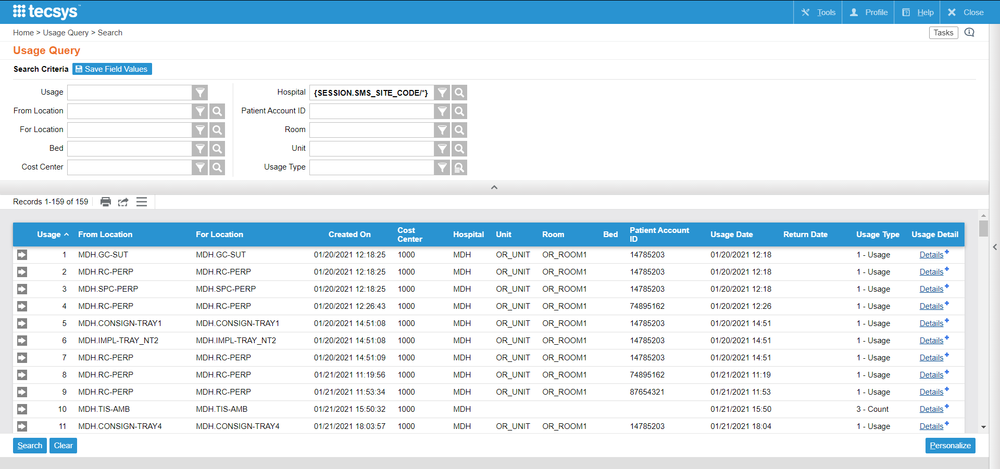 tecsys™ Tools Profile Help Close
Home > Usage Query > Search Tasks
Usage Query
Search Criteria Save Field Values
Usage Hospital {SESSION.SMS_SITE_CODE/*}
From Location Patient Account ID
For Location Room
Bed Unit
Cost Center Usage Type
Records 1-159 of 159
Usage From Location For Location Created On Cost Center Hospital Unit Room Bed Patient Account ID Usage Date Return Date Usage Type Usage Detail
1 MDH.GC-SUT MDH.GC-SUT 01/20/2021 12:18:25 1000 MDH OR_UNIT OR_ROOM1 14785203 01/20/2021 12:18 1 - Usage Details+
2 MDH.RC-PERP MDH.RC-PERP 01/20/2021 12:18:25 1000 MDH OR_UNIT OR_ROOM1 14785203 01/20/2021 12:18 1 - Usage Details+
3 MDH.SPC-PERP MDH.SPC-PERP 01/20/2021 12:18:25 1000 MDH OR_UNIT OR_ROOM1 14785203 01/20/2021 12:18 1 - Usage Details+
4 MDH.RC-PERP MDH.RC-PERP 01/20/2021 12:26:43 1000 MDH OR_UNIT OR_ROOM1 74895162 01/20/2021 12:26 1 - Usage Details+
5 MDH.CONSIGN-TRAY1 MDH.CONSIGN-TRAY1 01/20/2021 14:51:08 1000 MDH OR_UNIT OR_ROOM1 14785203 01/20/2021 14:51 1 - Usage Details+
6 MDH.IMPL-TRAY_NT2 MDH.IMPL-TRAY_NT2 01/20/2021 14:51:08 1000 MDH OR_UNIT OR_ROOM1 14785203 01/20/2021 14:51 1 - Usage Details+
7 MDH.RC-PERP MDH.RC-PERP 01/20/2021 14:51:09 1000 MDH OR_UNIT OR_ROOM1 14785203 01/20/2021 14:51 1 - Usage Details+
8 MDH.RC-PERP MDH.RC-PERP 01/21/2021 11:19:56 1000 MDH OR_UNIT OR_ROOM1 74895162 01/21/2021 11:19 1 - Usage Details+
9 MDH.RC-PERP MDH.RC-PERP 01/21/2021 11:53:34 1000 MDH OR_UNIT OR_ROOM1 87654321 01/21/2021 11:53 1 - Usage Details+
10 MDH.TIS-AMB MDH.TIS-AMB 01/21/2021 15:50:32 1000 MDH 01/21/2021 15:50 3 - Count Details+
11 MDH.CONSIGN-TRAY4 MDH.CONSIGN-TRAY4 01/21/2021 18:03:57 1000 MDH OR_UNIT OR_ROOM1 14785203 01/21/2021 18:04 1 - Usage Details+
Search Clear Personalize